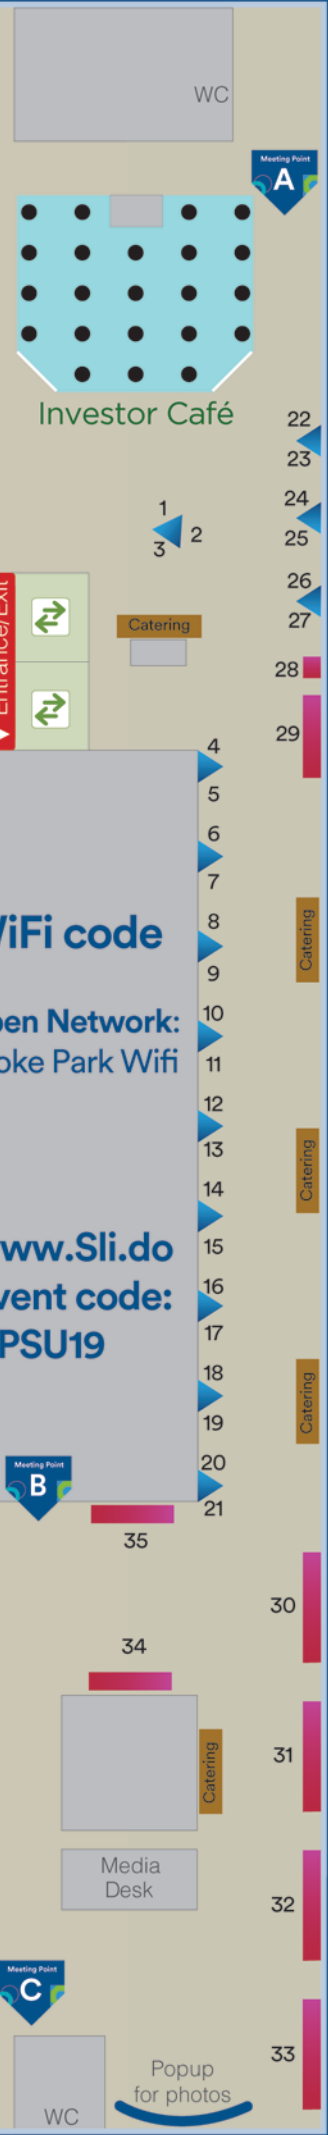 WC
Meeting Point
A
Investor Café
22
23
1
2
3
24
25
26
27
Entrance/Exit
Catering
28
29
4
5
6
7
8
9
Catering
WiFi code
10
pen Network:
oke Park Wifi
11
12
13
Catering
14
15
ww.Sli.do
16
vent code:
17
PSU19
18
19
Catering
20
Meeting Point
B
21
35
30
34
31
Catering
Media
Desk
32
Meeting Point
C
33
Popup
for photos
WC